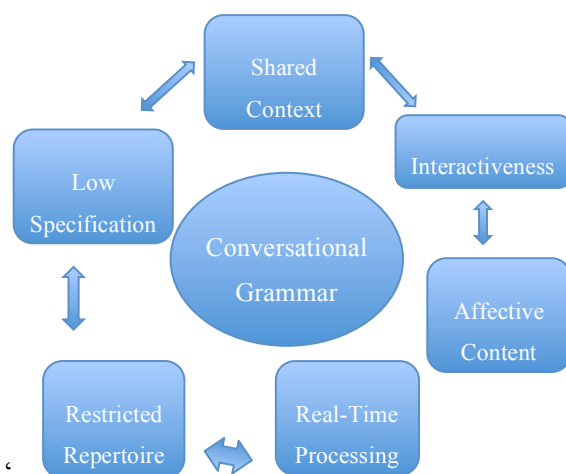 Shared
Context
Interactiveness
Low
Specification
Conversational
Grammar
Affective
Content
Restricted
Repertoire
Real-Time
Processing
‘